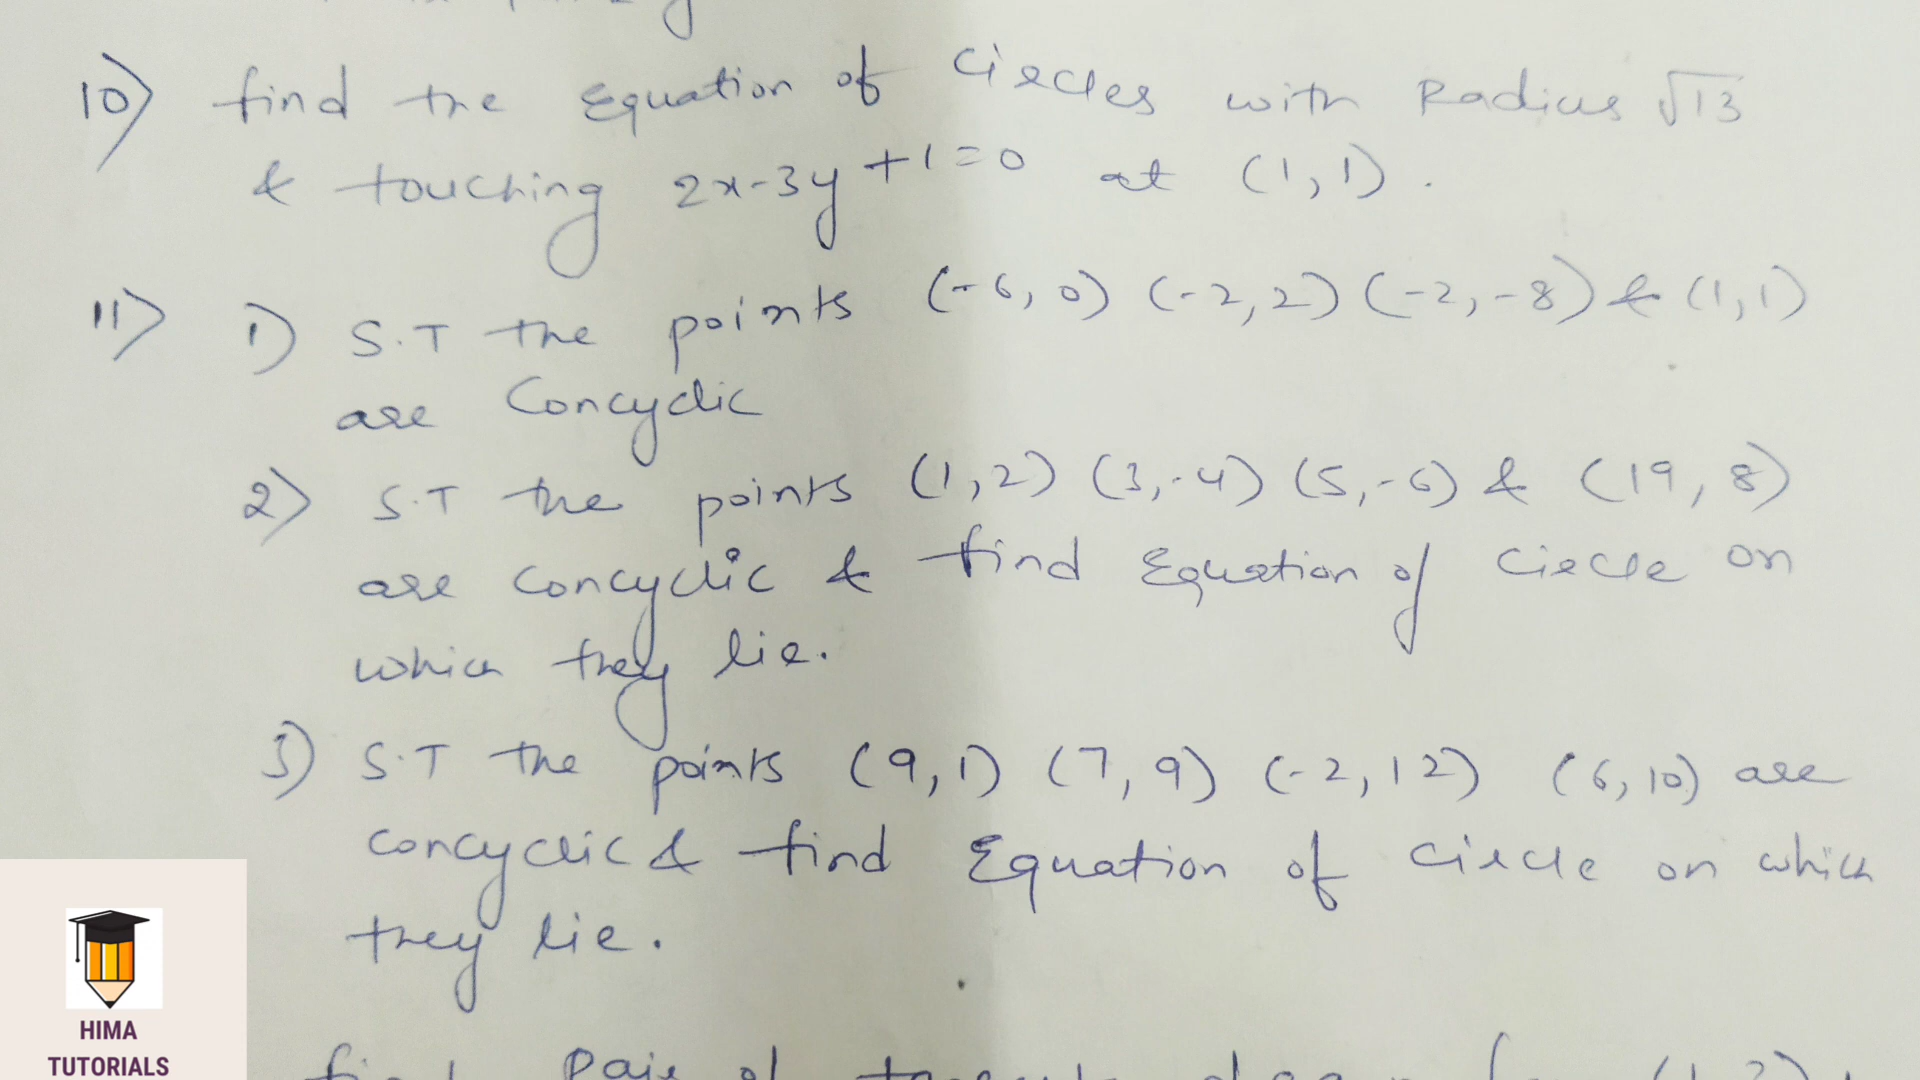 10) find the Equation of circles with Radius √13
& touching 2x-3y+1=0 at (1,1).
11) 1) S.T the points (-6,0) (-2,2) (-2,-8) & (1,1)
are Concyclic
2) S.T the points (1,2) (3,-4) (5,-6) & (19,8)
are concyclic & find Equation of circle on
which they lie.
3) S.T the points (9,1) (7,9) (-2,12) (6,10) are
concyclic & find Equation of circle on which
they lie.
find Pair of
HIMA
TUTORIALS